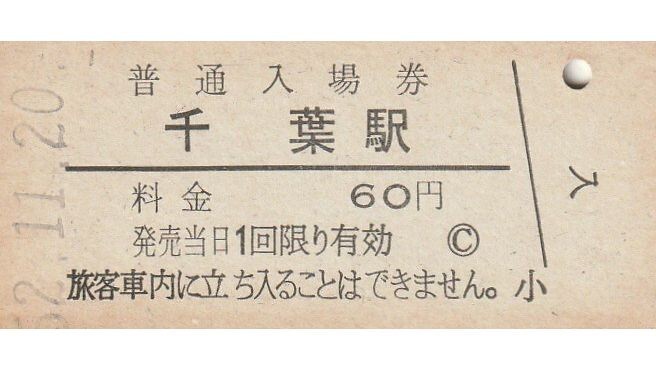 普通入場券
千葉駅
料金 60円
発売当日1回限り有効 Ⓒ
旅客車内に立ち入ることはできません。 小
入
52.11.20